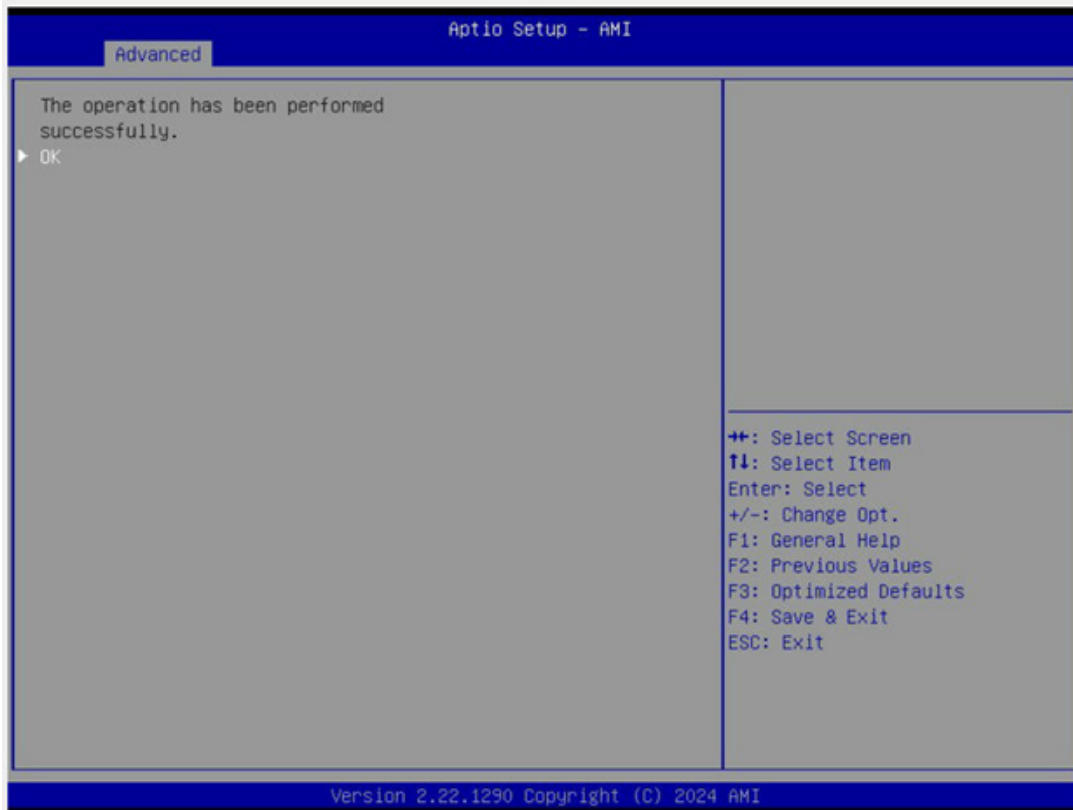 Aptio Setup - AMI
Advanced
The operation has been performed
successfully.
▶ OK
→←: Select Screen
↑↓: Select Item
Enter: Select
+/-: Change Opt.
F1: General Help
F2: Previous Values
F3: Optimized Defaults
F4: Save & Exit
ESC: Exit
Version 2.22.1290 Copyright (C) 2024 AMI